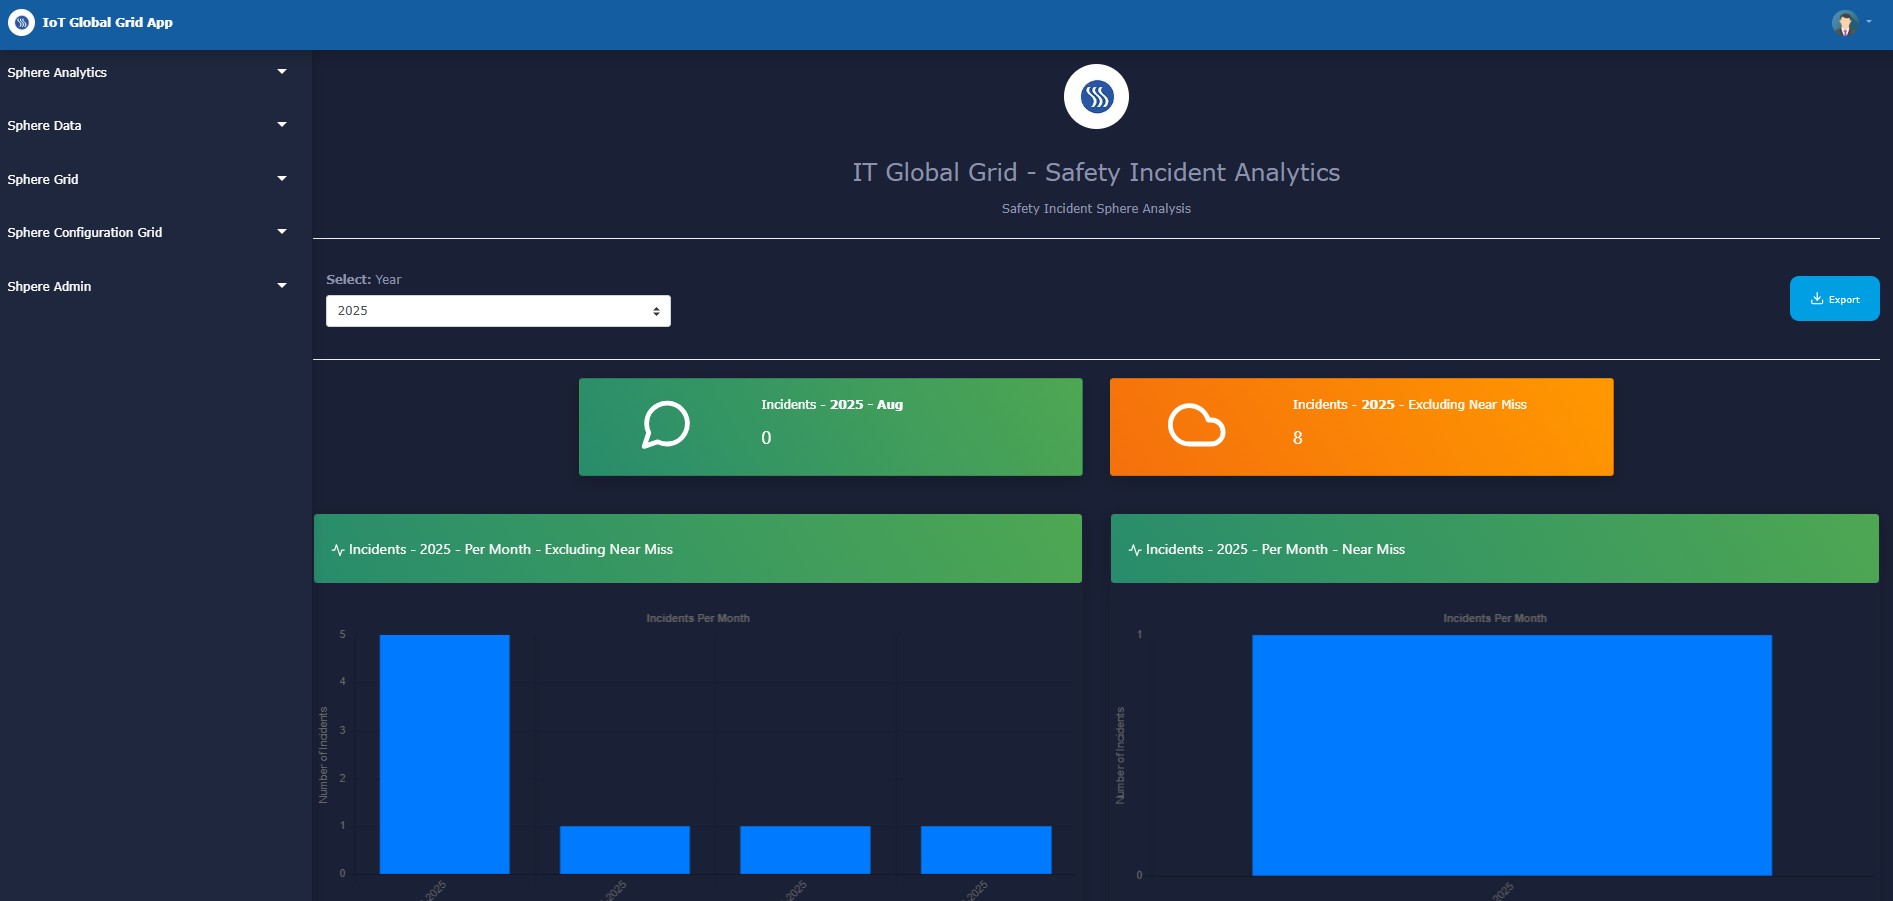 IoT Global Grid App
Sphere Analytics
Sphere Data
Sphere Grid
Sphere Configuration Grid
Shpere Admin
IT Global Grid - Safety Incident Analytics
Safety Incident Sphere Analysis
Select: Year
2025
Export
Incidents - 2025 - Aug
0
Incidents - 2025 - Excluding Near Miss
8
Incidents - 2025 - Per Month - Excluding Near Miss
Incidents Per Month
Number of Incidents
5
4
3
2
1
0
2025
2025
2025
2025
Incidents - 2025 - Per Month - Near Miss
Incidents Per Month
Number of Incidents
1
0
2025